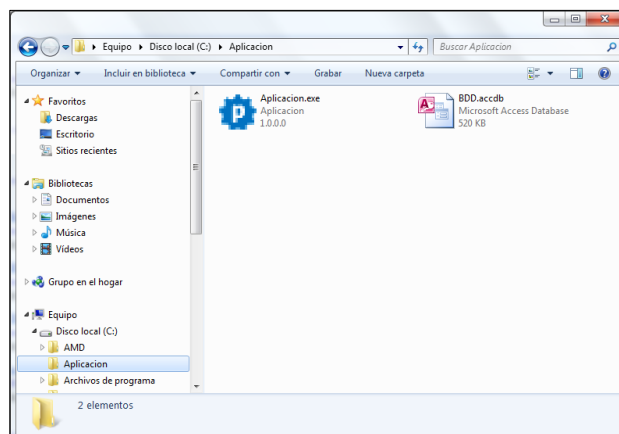 Equipo Disco local (C:) Aplicacion
Buscar Aplicacion
Organizar Incluir en biblioteca Compartir con Grabar Nueva carpeta
Favoritos
Descargas
Escritorio
Sitios recientes
Bibliotecas
Documentos
Imágenes
Música
Vídeos
Grupo en el hogar
Equipo
Disco local (C:)
AMD
Aplicacion
Archivos de programa
P
Aplicacion.exe
Aplicacion
1.0.0.0
A
BDD.accdb
Microsoft Access Database
520 KB
2 elementos